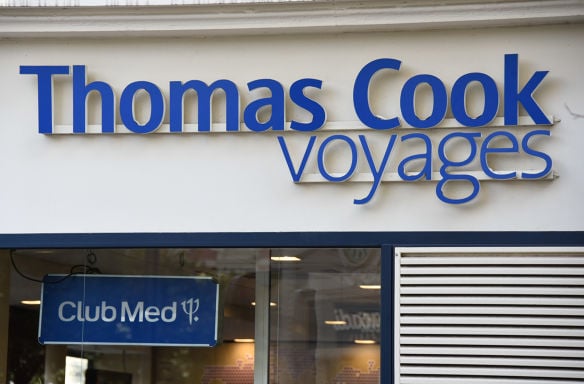 Thomas Cook
voyages
Club Med